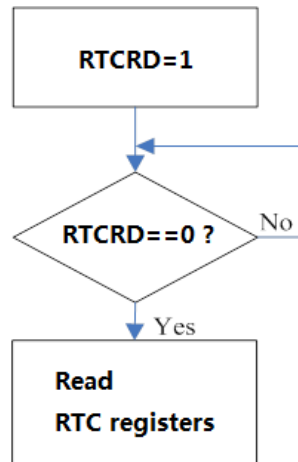 RTCRD=1
RTCRD==0 ?
No
Yes
Read
RTC registers